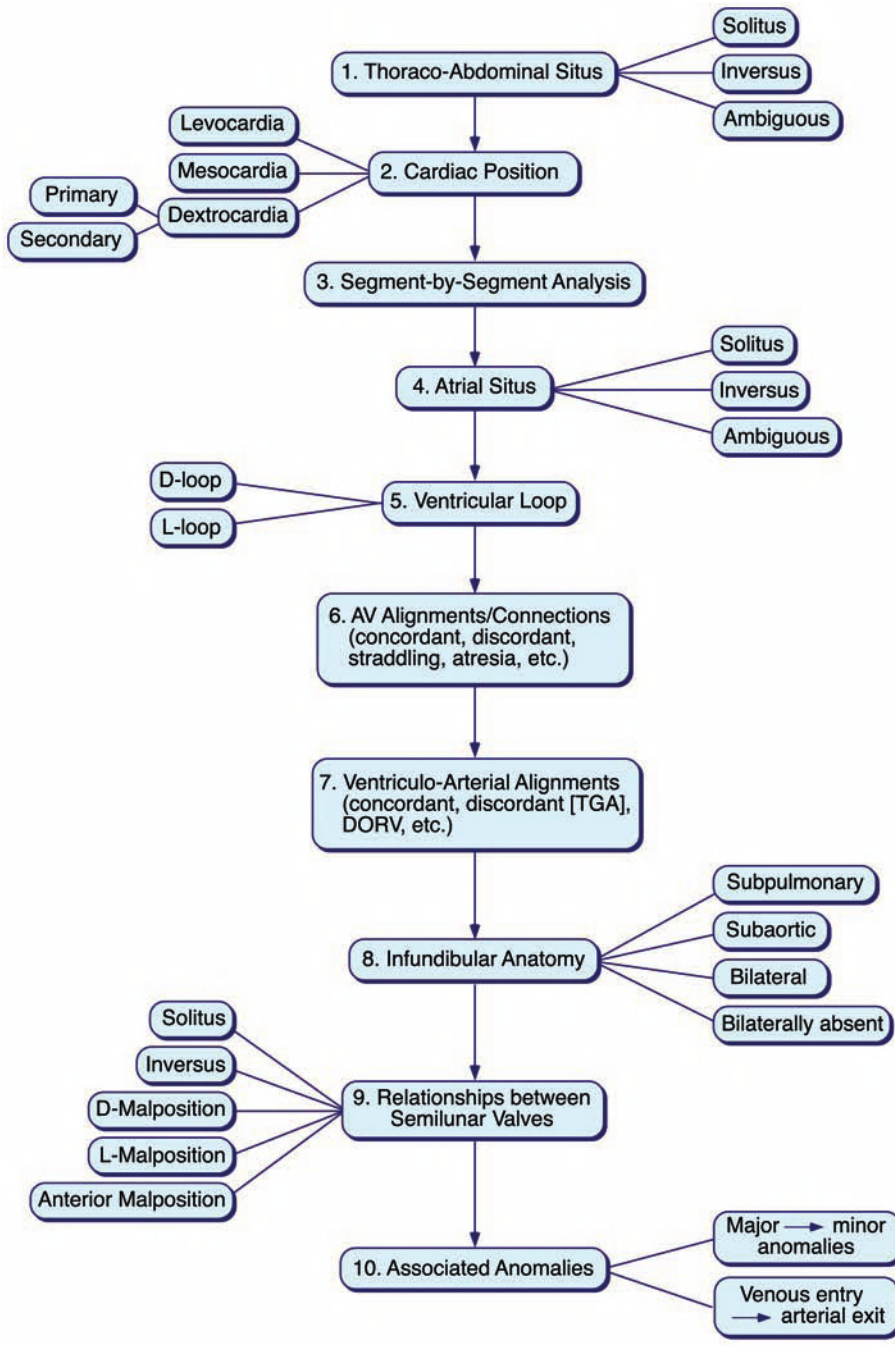 1. Thoraco-Abdominal Situs
Solitus
Inversus
Ambiguous
2. Cardiac Position
Levocardia
Mesocardia
Dextrocardia
Primary
Secondary
3. Segment-by-Segment Analysis
4. Atrial Situs
Solitus
Inversus
Ambiguous
5. Ventricular Loop
D-loop
L-loop
6. AV Alignments/Connections
(concordant, discordant,
straddling, atresia, etc.)
7. Ventriculo-Arterial Alignments
(concordant, discordant [TGA],
DORV, etc.)
8. Infundibular Anatomy
Subpulmonary
Subaortic
Bilateral
Bilaterally absent
9. Relationships between
Semilunar Valves
Solitus
Inversus
D-Malposition
L-Malposition
Anterior Malposition
10. Associated Anomalies
Major → minor
anomalies
Venous entry
→ arterial exit